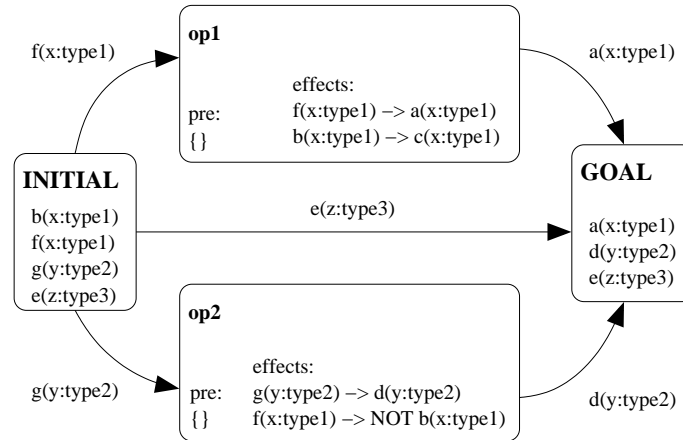 op1
f(x:type1)
a(x:type1)
effects:
pre: f(x:type1) –> a(x:type1)
{} b(x:type1) –> c(x:type1)
INITIAL
b(x:type1)
f(x:type1)
g(y:type2)
e(z:type3)
e(z:type3)
GOAL
a(x:type1)
d(y:type2)
e(z:type3)
op2
effects:
pre: g(y:type2) –> d(y:type2)
{} f(x:type1) –> NOT b(x:type1)
g(y:type2)
d(y:type2)